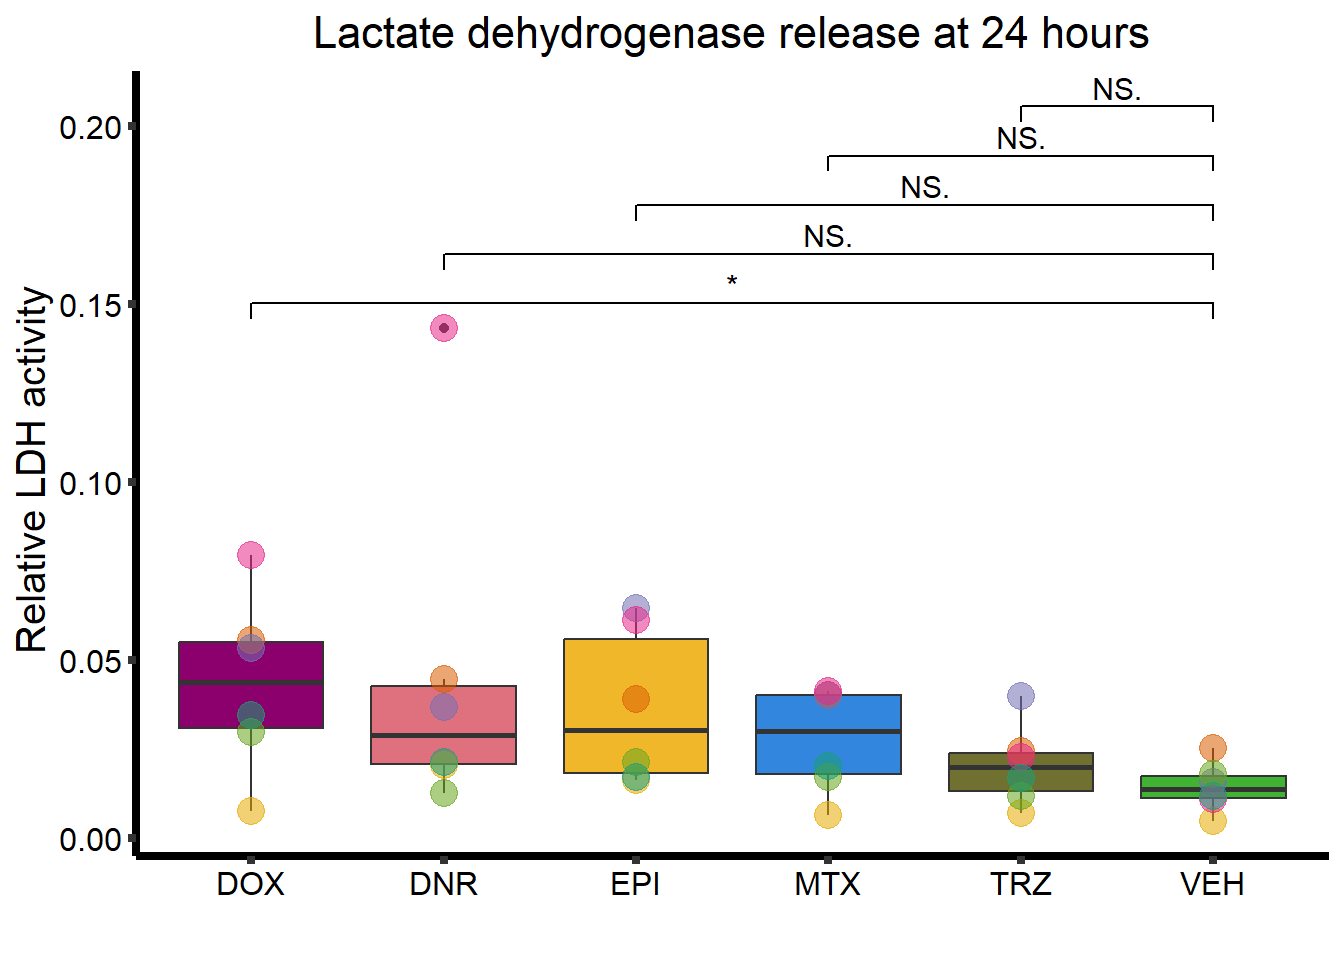 Lactate dehydrogenase release at 24 hours
NS.
NS.
NS.
NS.
*
Relative LDH activity
0.20
0.15
0.10
0.05
0.00
DOX DNR EPI MTX TRZ VEH